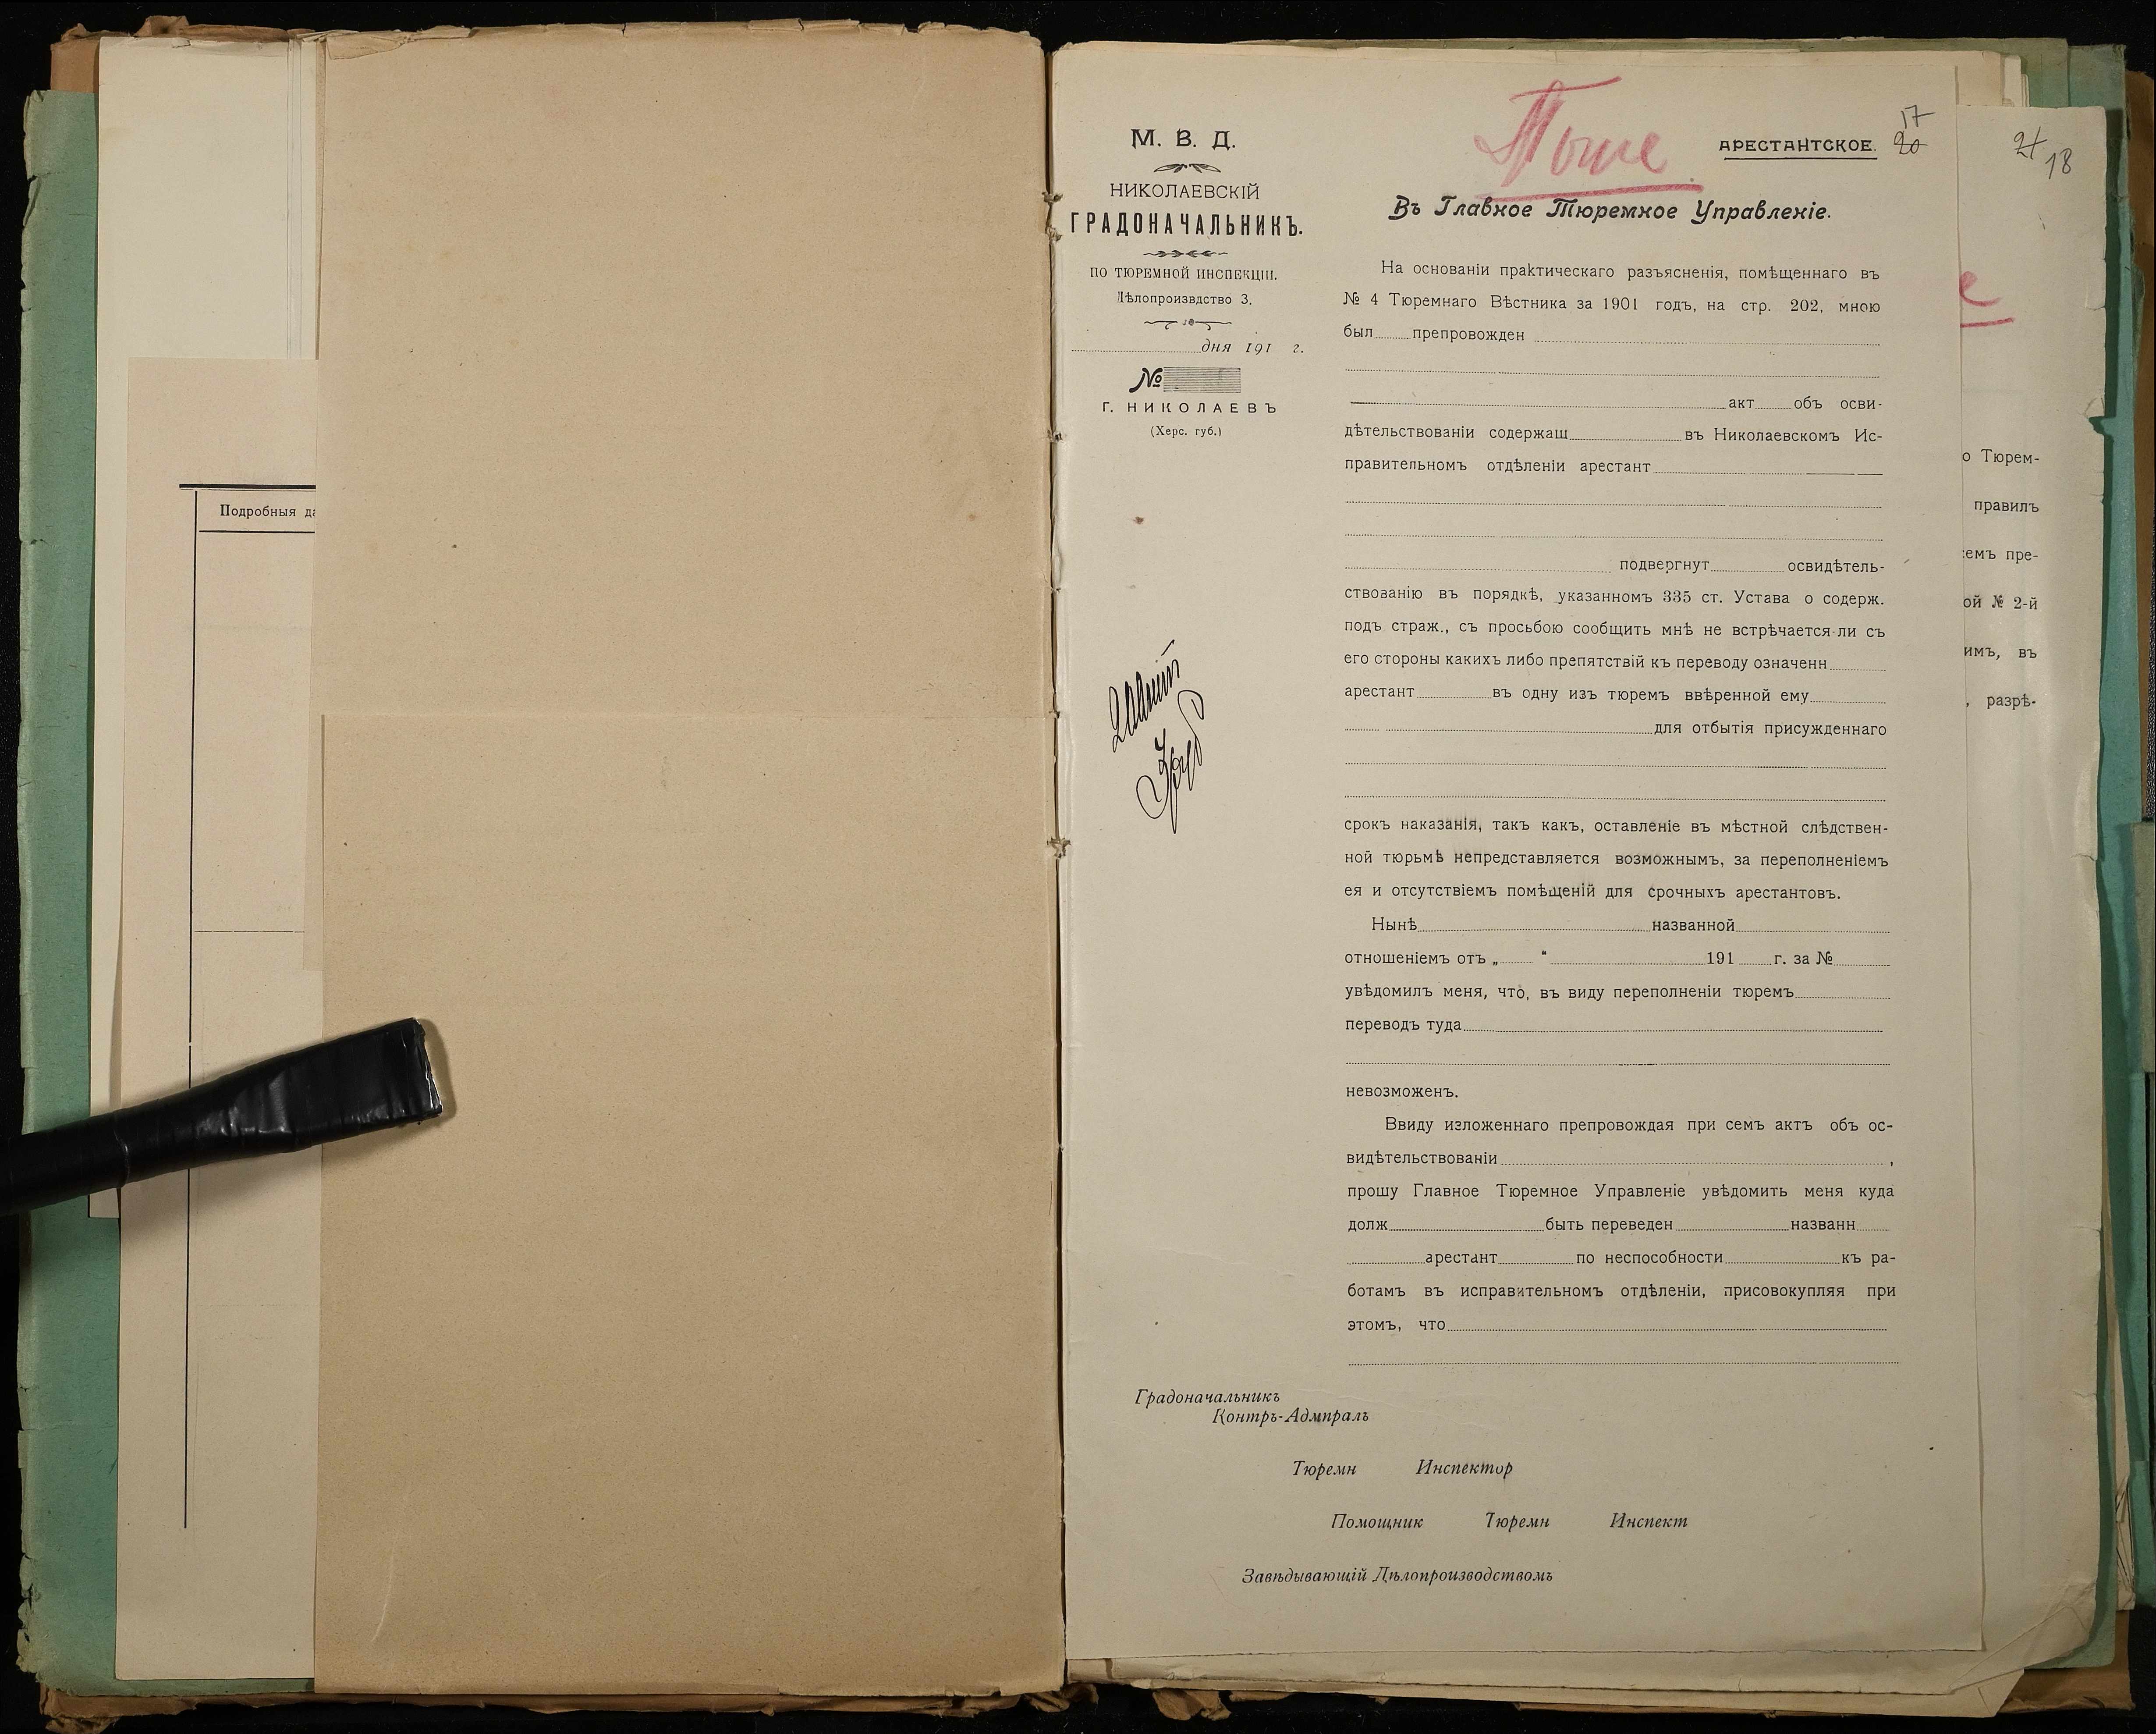 Подробныя да
М. В. Д.
НИКОЛАЕВСКІЙ
ГРАДОНАЧАЛЬНИКЪ.
ПО ТЮРЕМНОЙ ИНСПЕКЦІИ.
Дѣлопроизвдство 3.
дня 191 г.
№
Г. НИКОЛАЕВЪ
(Херс. губ.)
АРЕСТАНТСКОЕ.
17
20
Въ Главное Тюремное Управленіе.
На основаніи практическаго разъясненія, помѣщеннаго въ
№ 4 Тюремнаго Вѣстника за 1901 годъ, на стр. 202, мною
был препровожден
акт объ осви-
дѣтельствованіи содержащ въ Николаевскомъ Ис-
правительномъ отдѣленіи арестант
подвергнут освидѣтель-
ствованію въ порядкѣ, указанномъ 335 ст. Устава о содерж.
подъ страж., съ просьбою сообщить мнѣ не встрѣчается-ли съ
его стороны какихъ либо препятствій къ переводу означенн
арестант въ одну изъ тюремъ ввѣренной ему
для отбытія присужденнаго
срокъ наказанія, такъ какъ, оставленіе въ мѣстной слѣдствен-
ной тюрьмѣ непредставляется возможнымъ, за переполненіемъ
ея и отсутствіемъ помѣщеній для срочныхъ арестантовъ.
Нынѣ названной
отношеніемъ отъ „ “ 191 г. за №
увѣдомилъ меня, что, въ виду переполненіи тюремъ
переводъ туда
невозможенъ.
Ввиду изложеннаго препровождая при семъ актъ объ ос-
видѣтельствованіи ,
прошу Главное Тюремное Управленіе увѣдомить меня куда
долж быть переведен названн
арестант по неспособности къ ра-
ботамъ въ исправительномъ отдѣленіи, присовокупляя при
этомъ, что
Градоначальникъ
Контръ-Адмиралъ
Тюремн Инспектор
Помощник Тюремн Инспект
Завѣдывающій Дѣлопроизводствомъ
21
18
о Тюрем-
правилъ
емъ пре-
ой № 2-й
имъ, въ
, разрѣ-